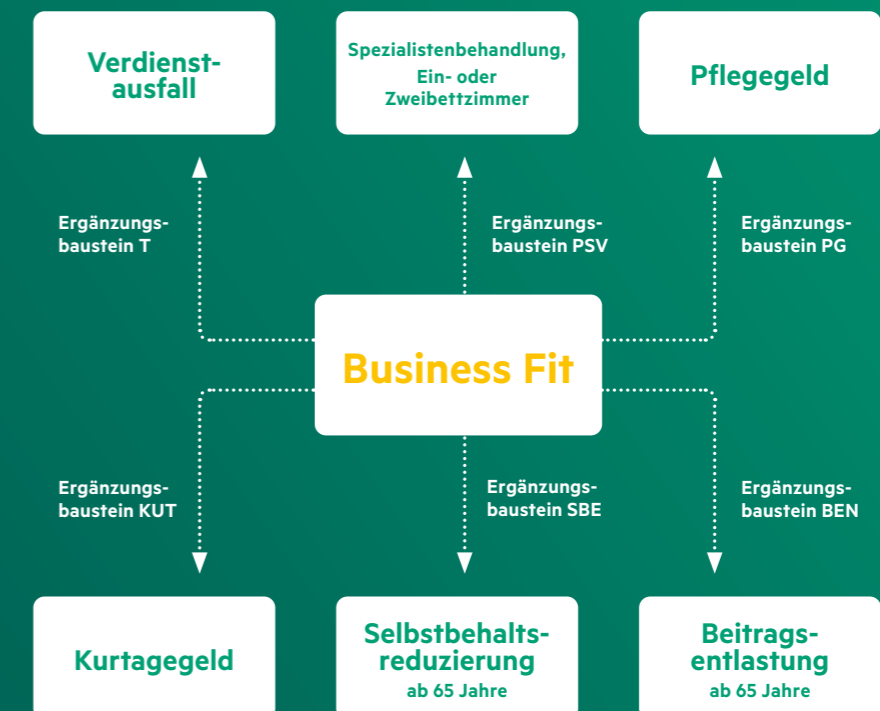 Verdienst-
ausfall
Spezialistenbehandlung,
Ein- oder
Zweibettzimmer
Pflegegeld
Ergänzungs-
baustein T
Ergänzungs-
baustein PSV
Ergänzungs-
baustein PG
Business Fit
Ergänzungs-
baustein KUT
Ergänzungs-
baustein SBE
Ergänzungs-
baustein BEN
Kurtagegeld
Selbstbehalts-
reduzierung
ab 65 Jahre
Beitrags-
entlastung
ab 65 Jahre